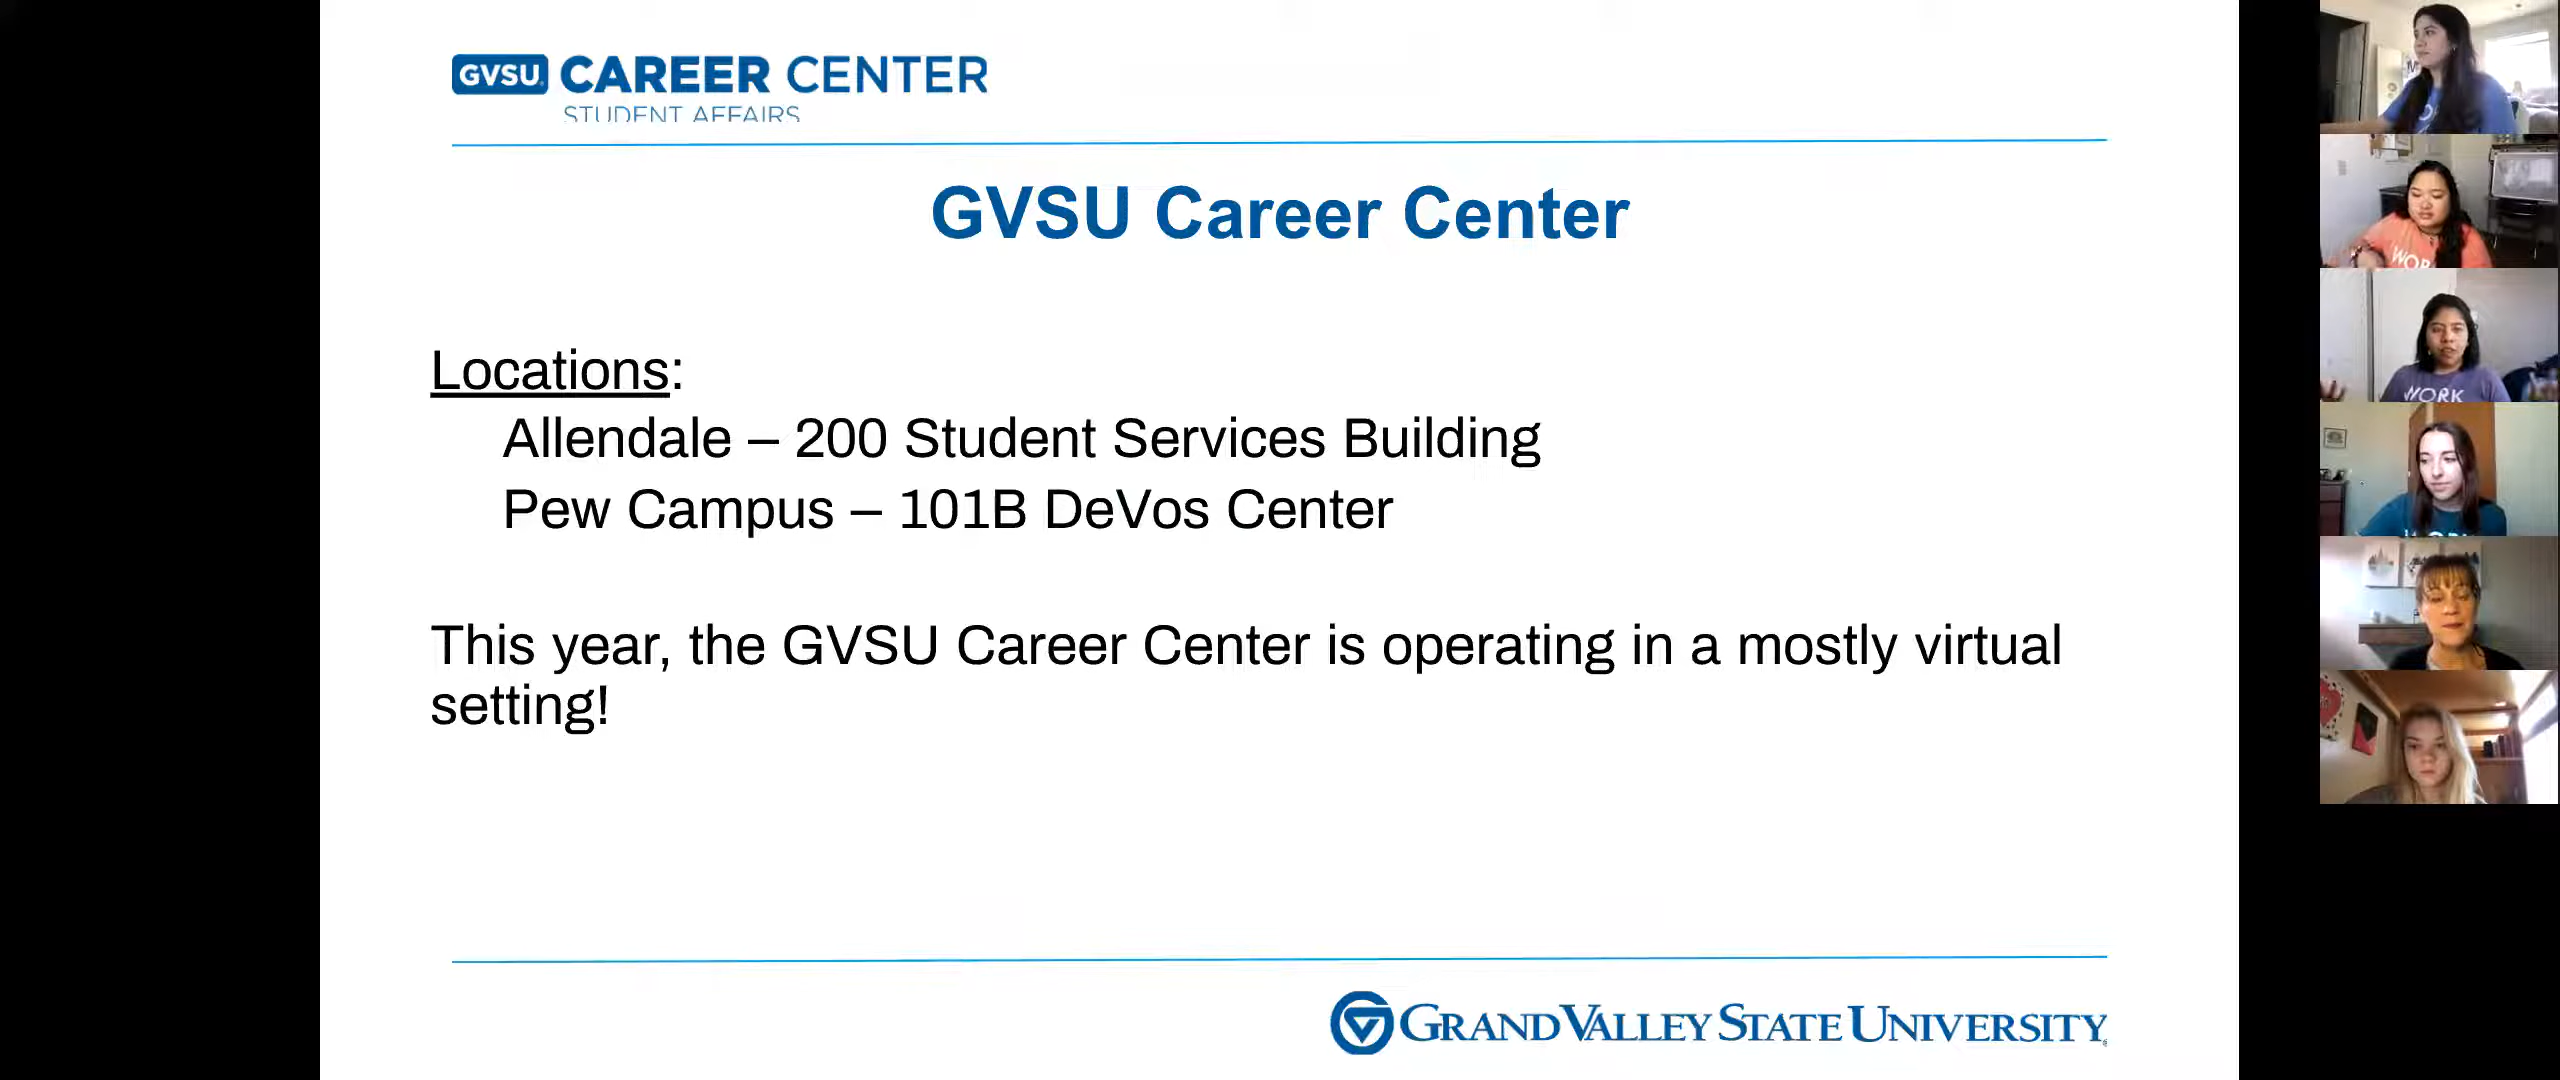 GVSU CAREER CENTER
STUDENT AFFAIRS
GVSU Career Center
Locations:
Allendale – 200 Student Services Building
Pew Campus – 101B DeVos Center
This year, the GVSU Career Center is operating in a mostly virtual
setting!
GRAND VALLEY STATE UNIVERSITY
WORK